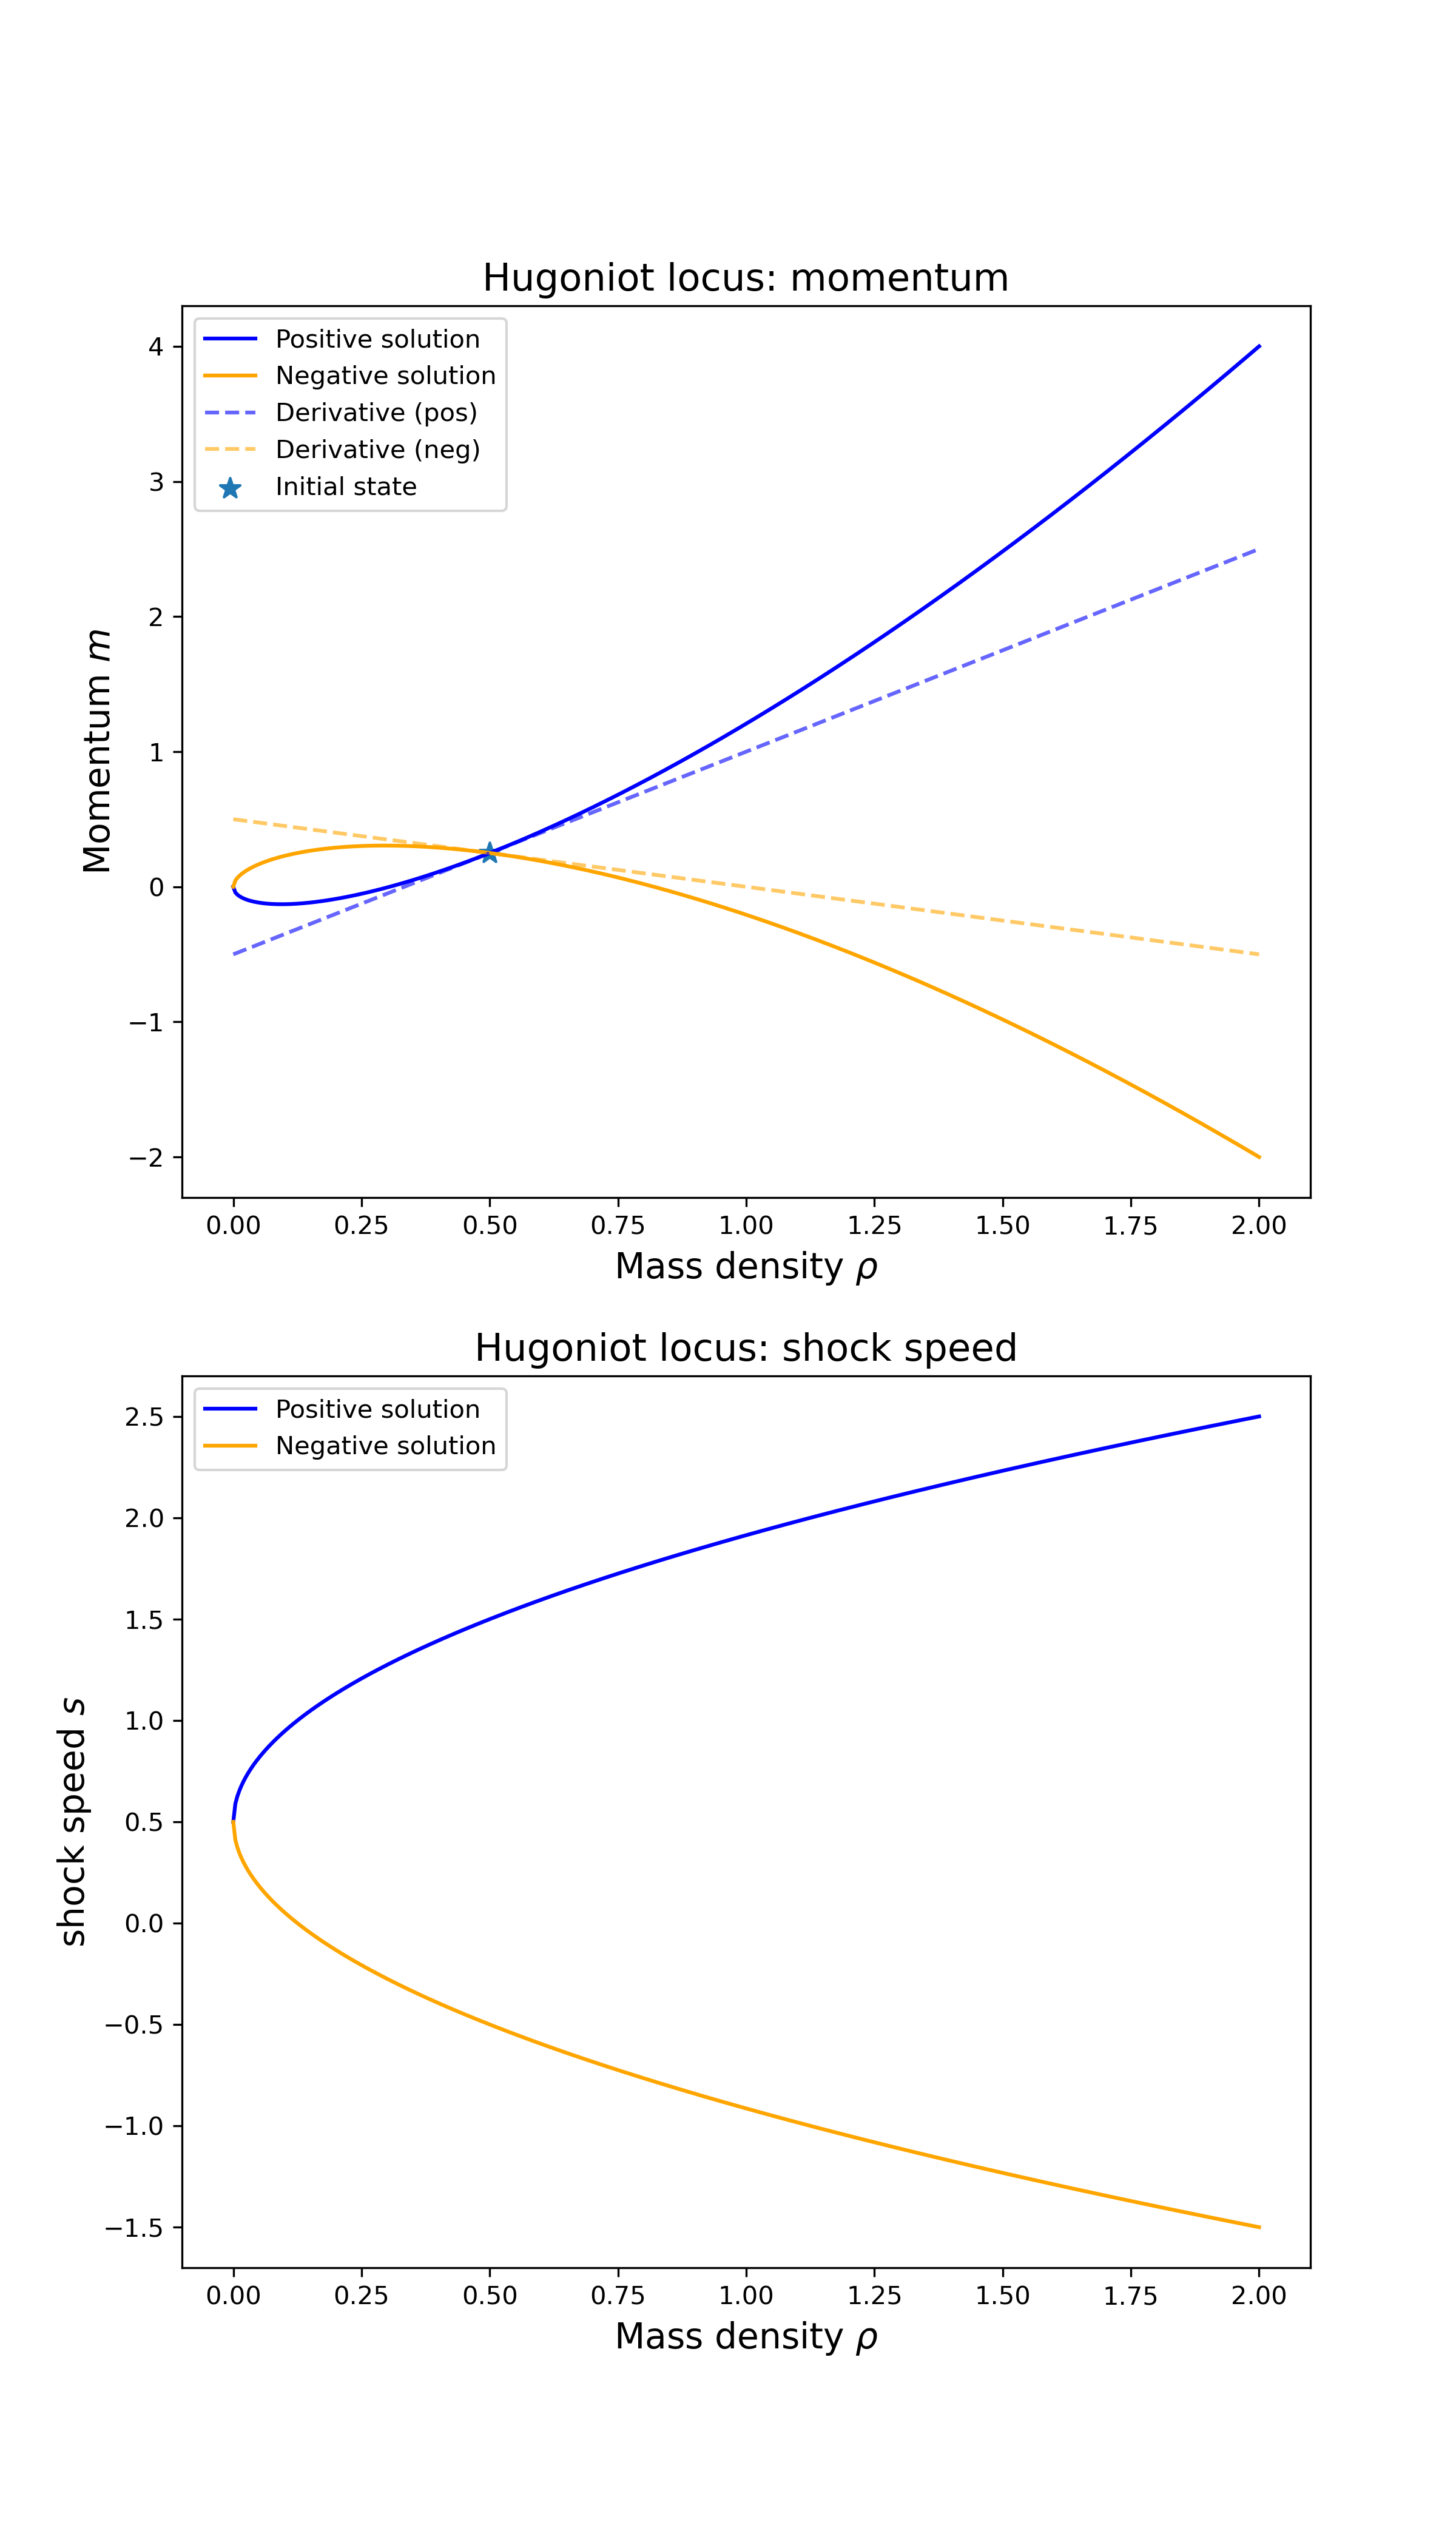 Hugoniot locus: momentum
Positive solution
Negative solution
Derivative (pos)
Derivative (neg)
Initial state
4
3
2
1
0
−1
−2
Momentum m
0.00 0.25 0.50 0.75 1.00 1.25 1.50 1.75 2.00
Mass density ρ
Hugoniot locus: shock speed
Positive solution
Negative solution
2.5
2.0
1.5
1.0
0.5
0.0
−0.5
−1.0
−1.5
shock speed s
0.00 0.25 0.50 0.75 1.00 1.25 1.50 1.75 2.00
Mass density ρ